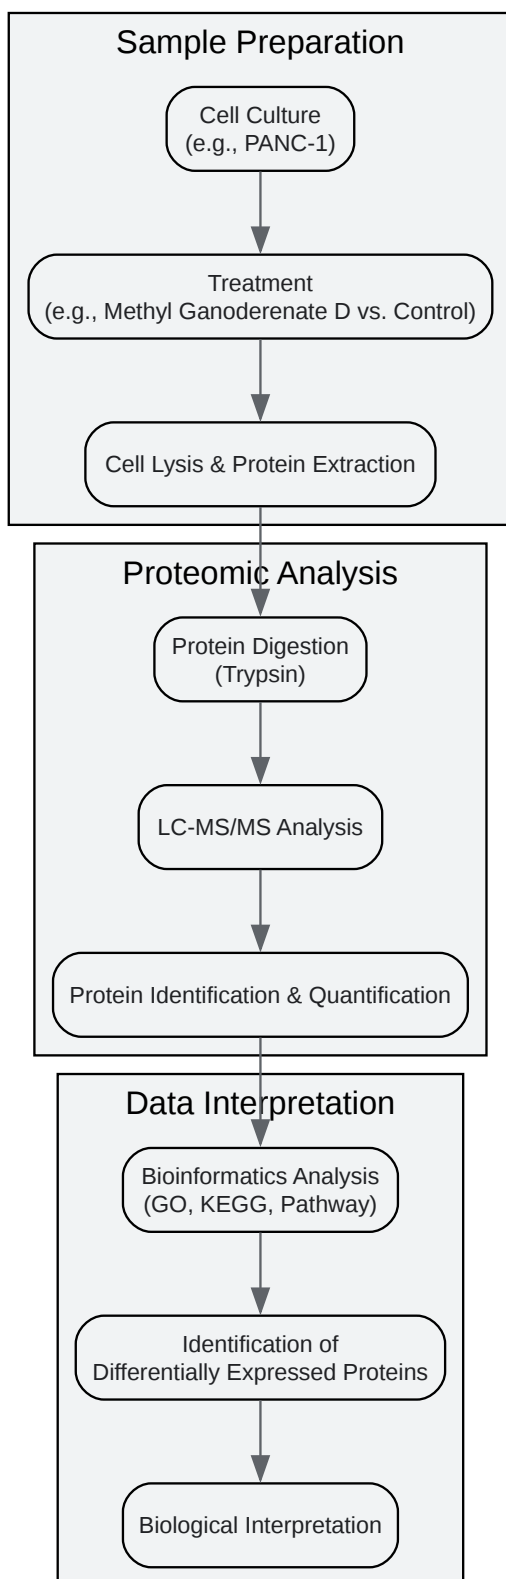 Sample Preparation
Cell Culture
(e.g., PANC-1)
Treatment
(e.g., Methyl Ganoderenate D vs. Control)
Cell Lysis & Protein Extraction
Proteomic Analysis
Protein Digestion
(Trypsin)
LC-MS/MS Analysis
Protein Identification & Quantification
Data Interpretation
Bioinformatics Analysis
(GO, KEGG, Pathway)
Identification of
Differentially Expressed Proteins
Biological Interpretation